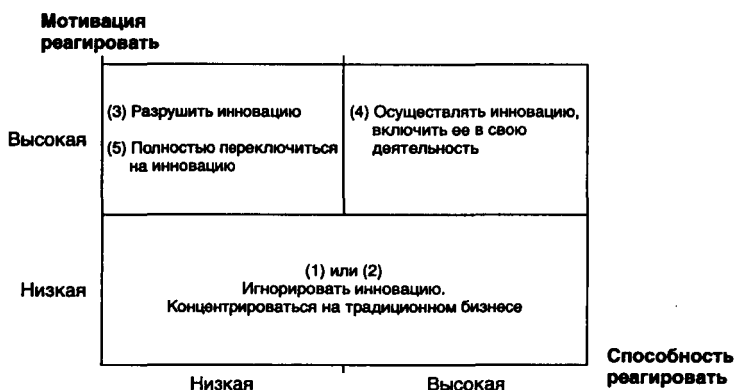 Мотивация
реагировать
Высокая
(3) Разрушить инновацию
(5) Полностью переключиться
на инновацию
(4) Осуществлять инновацию,
включить ее в свою
деятельность
Низкая
(1) или (2)
Игнорировать инновацию.
Концентрироваться на традиционном бизнесе
Низкая
Высокая
Способность
реагировать